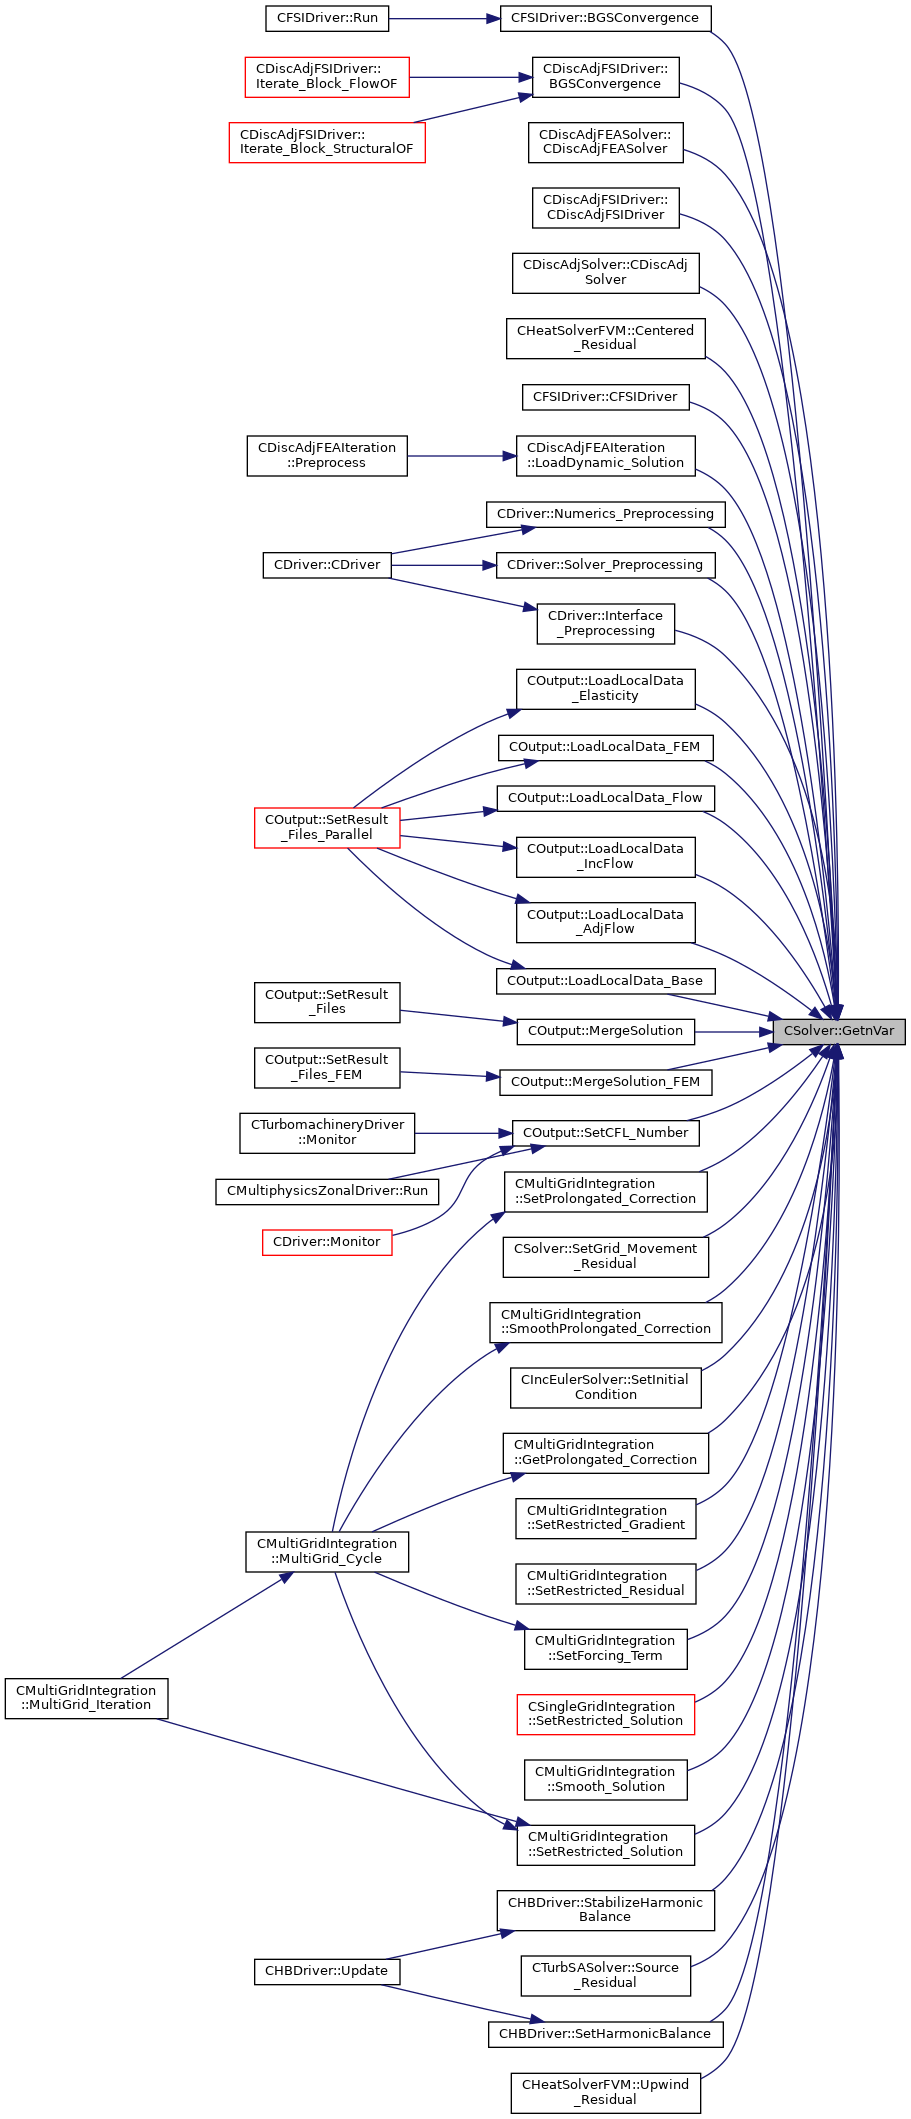 CFSIDriver::Run
CFSIDriver::BGSConvergence
CDiscAdjFSIDriver::
Iterate_Block_FlowOF
CDiscAdjFSIDriver::
BGSConvergence
CDiscAdjFSIDriver::
Iterate_Block_StructuralOF
CDiscAdjFEASolver::
CDiscAdjFEASolver
CDiscAdjFSIDriver::
CDiscAdjFSIDriver
CDiscAdjSolver::CDiscAdj
Solver
CHeatSolverFVM::Centered
_Residual
CFSIDriver::CFSIDriver
CDiscAdjFEAIteration
::Preprocess
CDiscAdjFEAIteration
::LoadDynamic_Solution
CDriver::Numerics_Preprocessing
CDriver::CDriver
CDriver::Solver_Preprocessing
CDriver::Interface
_Preprocessing
COutput::LoadLocalData
_Elasticity
COutput::LoadLocalData_FEM
COutput::LoadLocalData_Flow
COutput::SetResult
_Files_Parallel
COutput::LoadLocalData
_IncFlow
COutput::LoadLocalData
_AdjFlow
COutput::LoadLocalData_Base
COutput::SetResult
_Files
COutput::MergeSolution
CSolver::GetnVar
COutput::SetResult
_Files_FEM
COutput::MergeSolution_FEM
CTurbomachineryDriver
::Monitor
COutput::SetCFL_Number
CMultiphysicsZonalDriver::Run
CMultiGridIntegration
::SetProlongated_Correction
CDriver::Monitor
CSolver::SetGrid_Movement
_Residual
CMultiGridIntegration
::SmoothProlongated_Correction
CIncEulerSolver::SetInitial
Condition
CMultiGridIntegration
::GetProlongated_Correction
CMultiGridIntegration
::SetRestricted_Gradient
CMultiGridIntegration
::MultiGrid_Cycle
CMultiGridIntegration
::SetRestricted_Residual
CMultiGridIntegration
::SetForcing_Term
CMultiGridIntegration
::MultiGrid_Iteration
CSingleGridIntegration
::SetRestricted_Solution
CMultiGridIntegration
::Smooth_Solution
CMultiGridIntegration
::SetRestricted_Solution
CHBDriver::StabilizeHarmonic
Balance
CHBDriver::Update
CTurbSASolver::Source
_Residual
CHBDriver::SetHarmonicBalance
CHeatSolverFVM::Upwind
_Residual